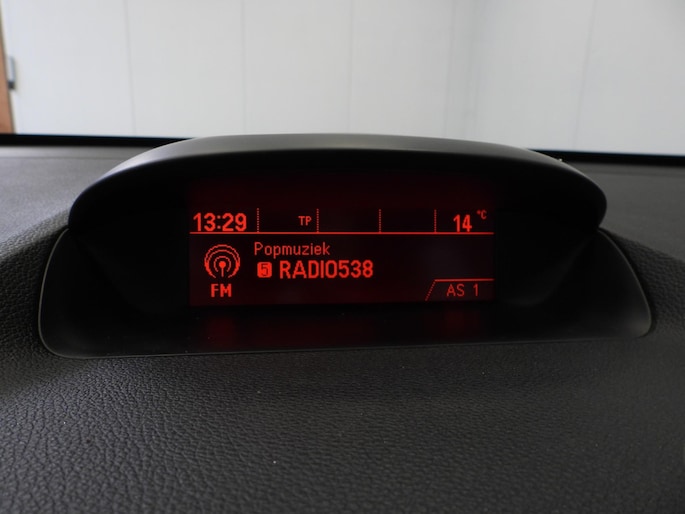 13:29 TP 14 °C
Popmuziek
5 RADIO538
FM
AS 1